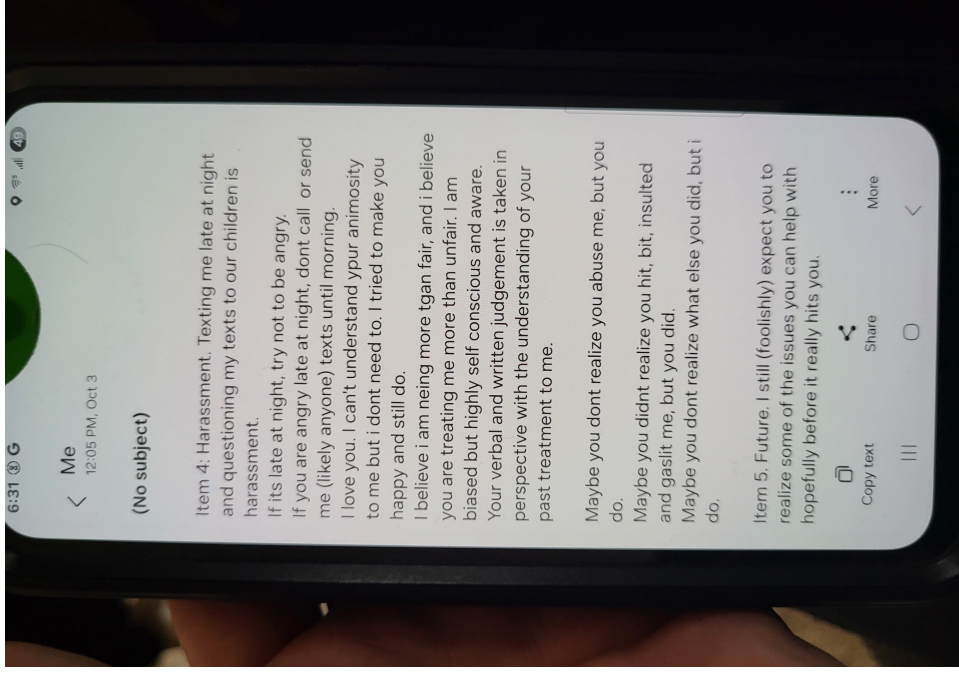 6:31 G
49
Me
12:05 PM, Oct 3
(No subject)
Item 4: Harassment. Texting me late at night
and questioning my texts to our children is
harassment.
If its late at night, try not to be angry.
If you are angry late at night, dont call  or send
me (likely anyone) texts until morning.
I love you. I can't understand ypur animosity
to me but i dont need to. I tried to make you
happy and still do.
I believe i am neing more tgan fair, and i believe
you are treating me more than unfair. I am
biased but highly self conscious and aware.
Your verbal and written judgement is taken in
perspective with the understanding of your
past treatment to me.
Maybe you dont realize you abuse me, but you
do.
Maybe you didnt realize you hit, bit, insulted
and gaslit me, but you did.
Maybe you dont realize what else you did, but i
do.
Item 5. Future. I still (foolishly) expect you to
realize some of the issues you can help with
hopefully before it really hits you.
Copy text
Share
More